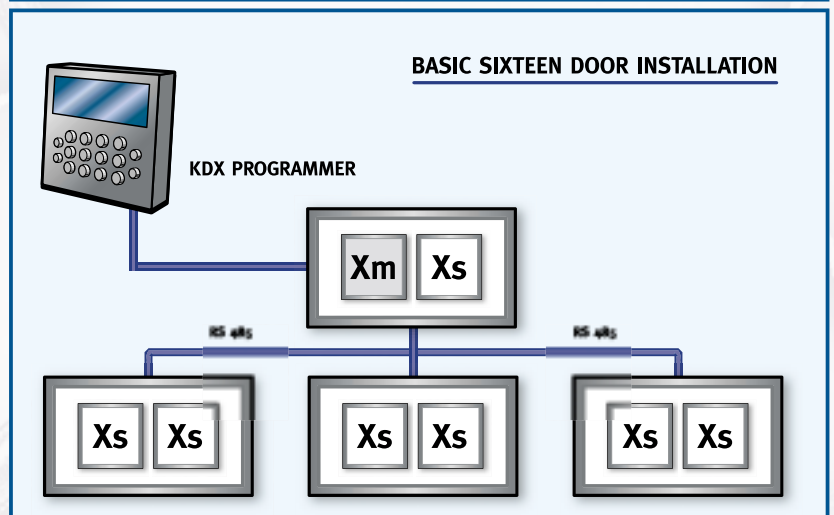 BASIC SIXTEEN DOOR INSTALLATION
KDX PROGRAMMER
Xm Xs
RS 485 RS 485
Xs Xs Xs Xs Xs Xs